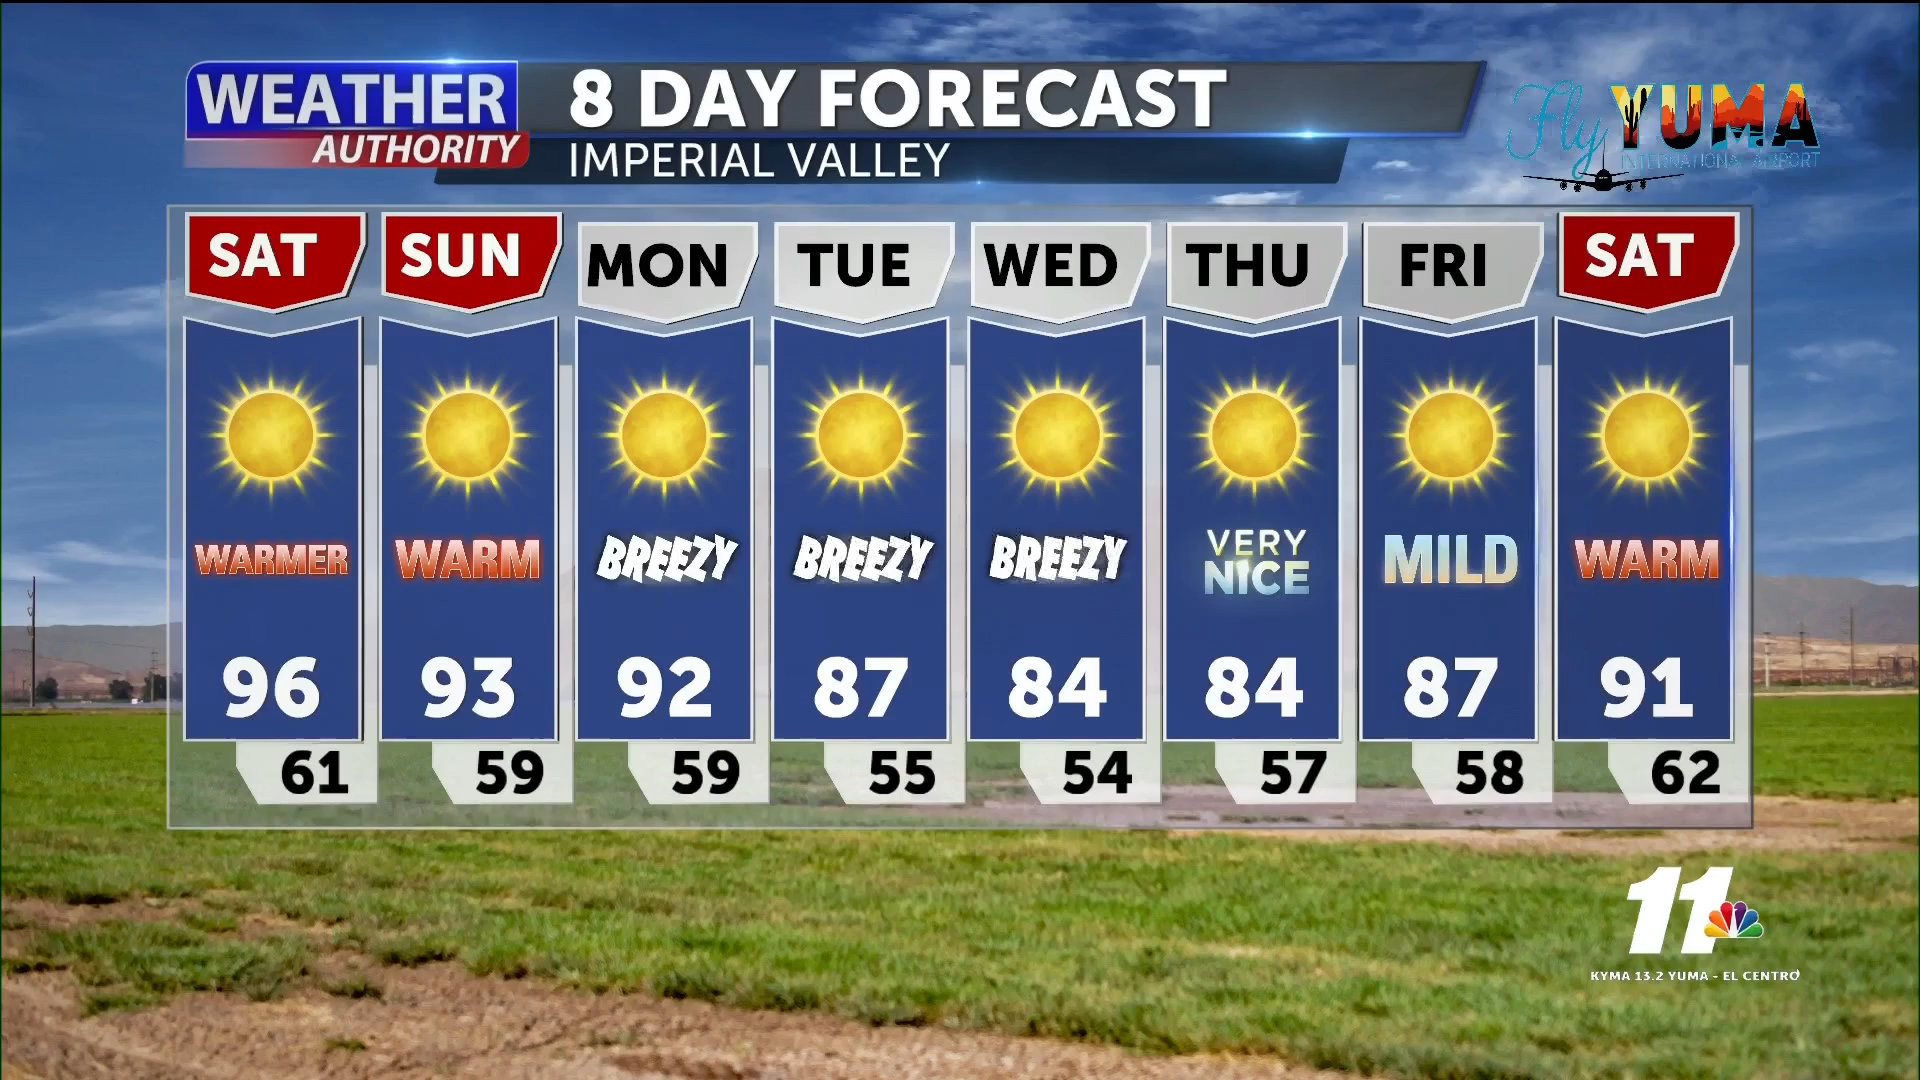 WEATHER
AUTHORITY
8 DAY FORECAST
IMPERIAL VALLEY
Fly YUMA
INTERNATIONAL AIRPORT
SAT SUN MON TUE WED THU FRI SAT
WARMER WARM BREEZY BREEZY BREEZY VERY NICE MILD WARM
96 93 92 87 84 84 87 91
61 59 59 55 54 57 58 62
11
KYMA 13.2 YUMA - EL CENTRO